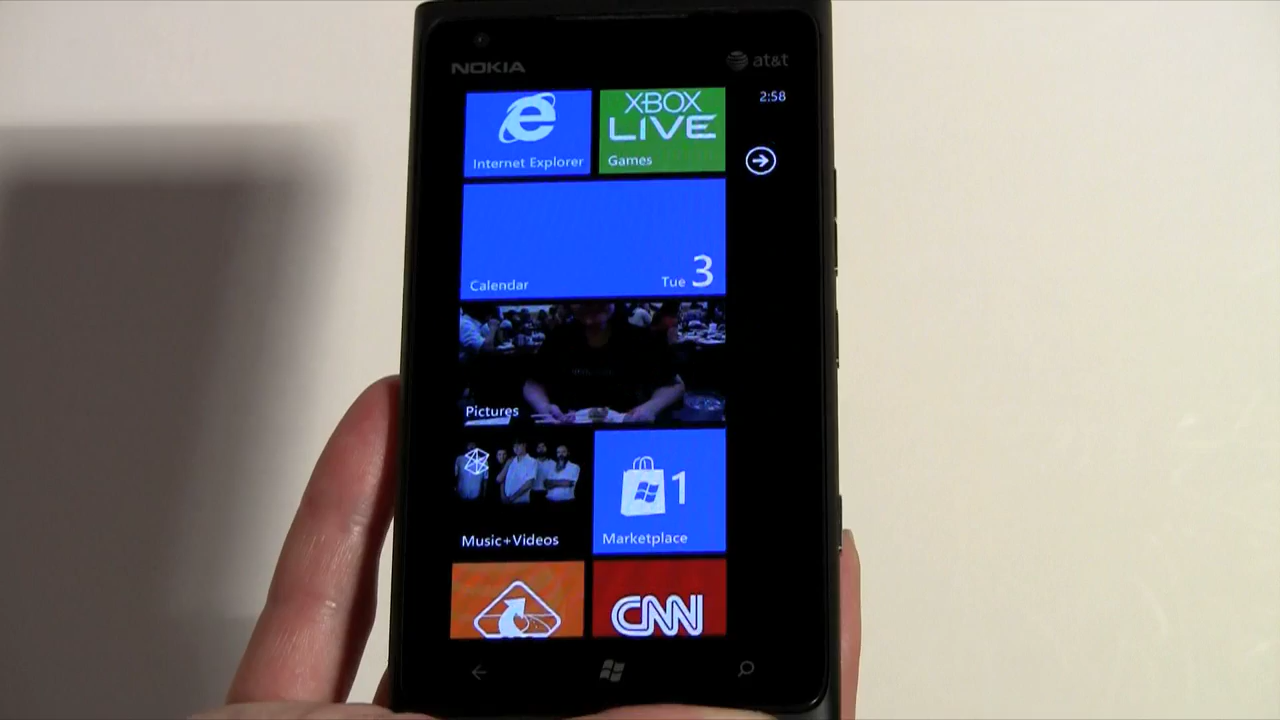 NOKIA
at&t
2:58
XBOX
LIVE
Internet Explorer
Games
Calendar
Tue 3
Pictures
Music+Videos
1
Marketplace
CNN